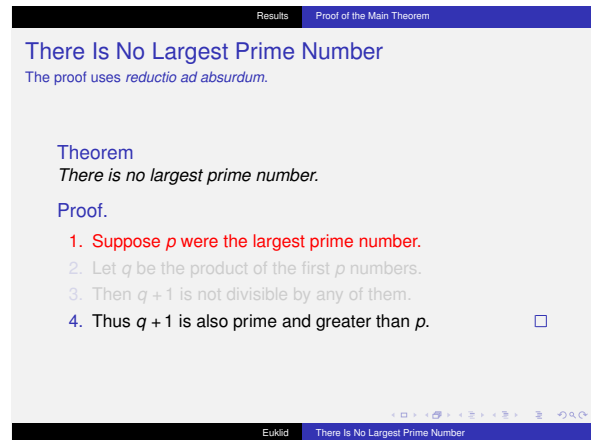 Results Proof of the Main Theorem
There Is No Largest Prime Number
The proof uses reductio ad absurdum.
Theorem
There is no largest prime number.
Proof.
1. Suppose p were the largest prime number.
2. Let q be the product of the first p numbers.
3. Then q + 1 is not divisible by any of them.
4. Thus q + 1 is also prime and greater than p.
Euklid There Is No Largest Prime Number